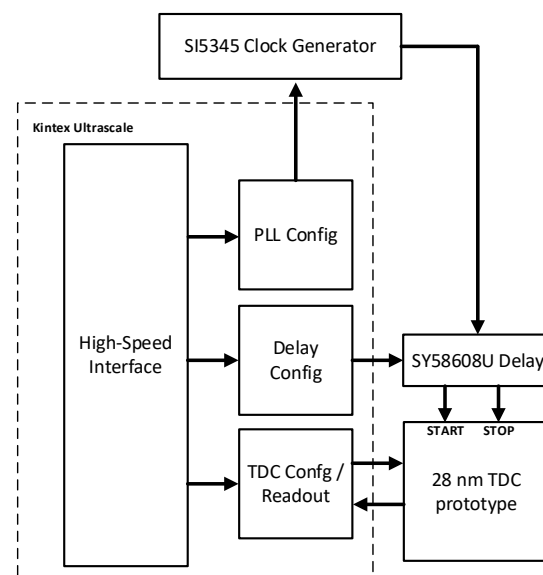 SI5345 Clock Generator
Kintex Ultrascale
PLL Config
High-Speed
Interface
Delay
Config
SY58608U Delay
START
STOP
TDC Confg /
Readout
28 nm TDC
prototype